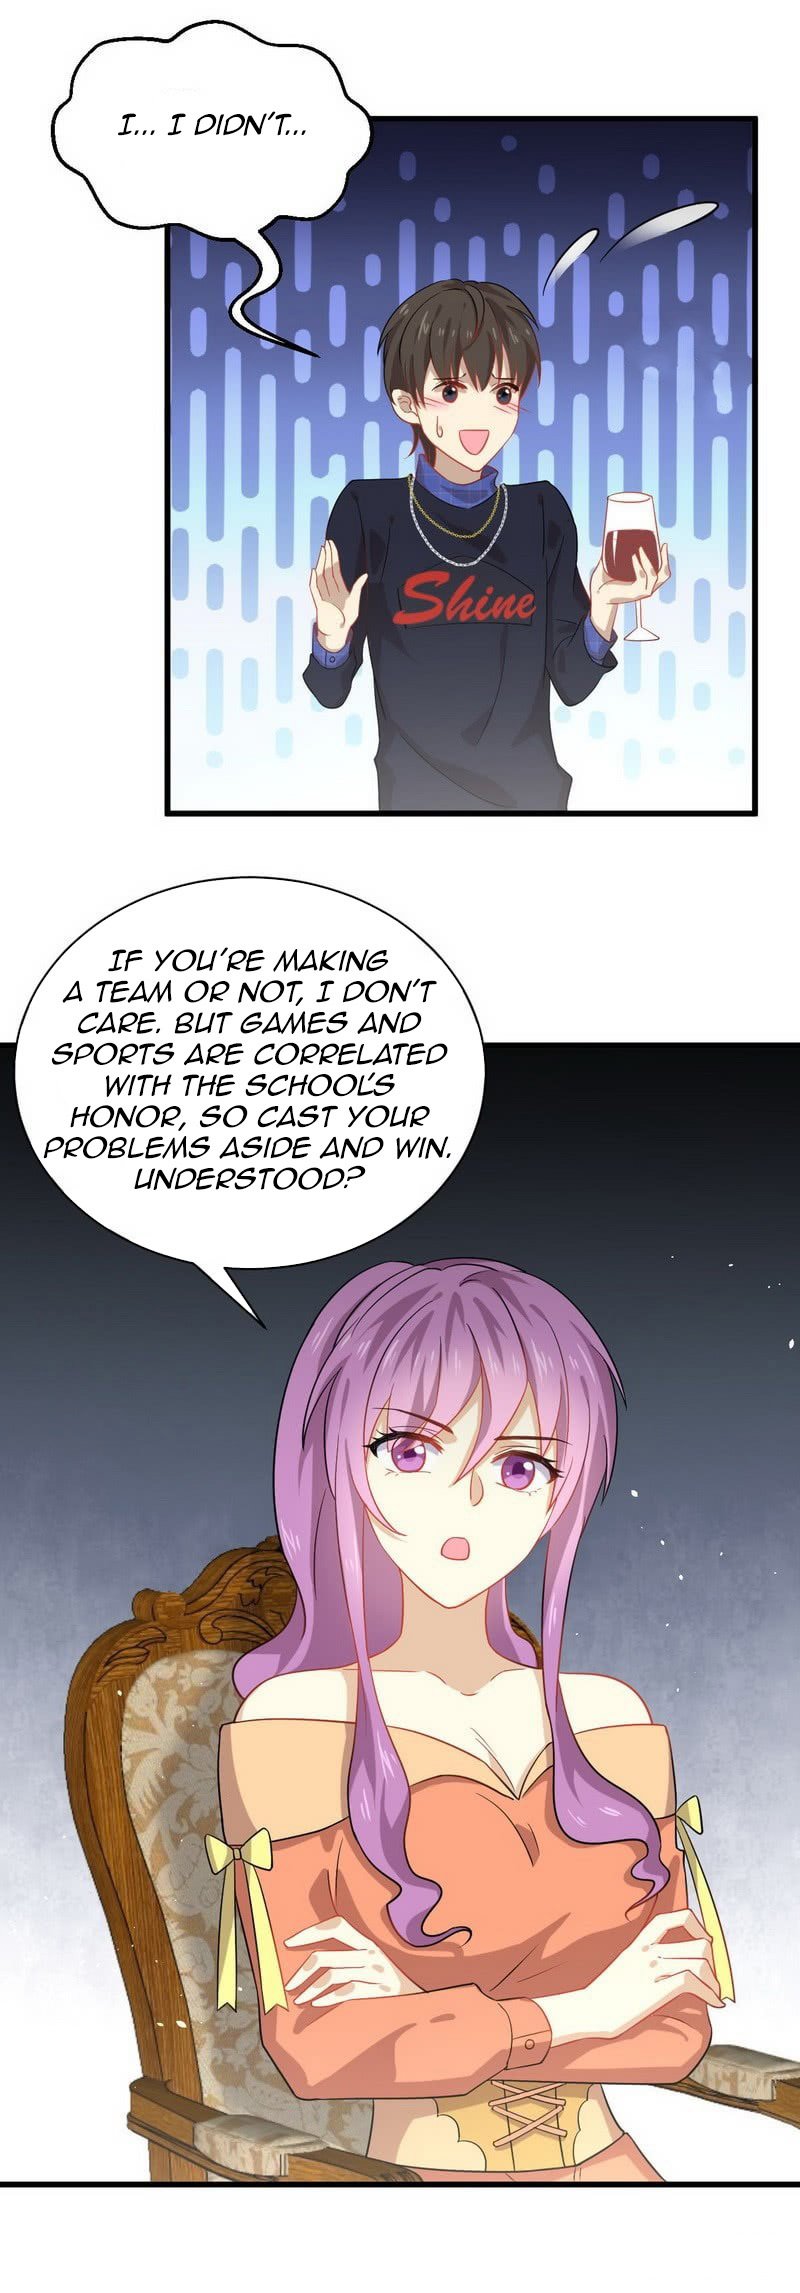 I... I DIDN'T...
Shine
IF YOU'RE MAKING
A TEAM OR NOT, I DON'T
CARE. BUT GAMES AND
SPORTS ARE CORRELATED
WITH THE SCHOOL'S
HONOR, SO CAST YOUR
PROBLEMS ASIDE AND WIN.
UNDERSTOOD?